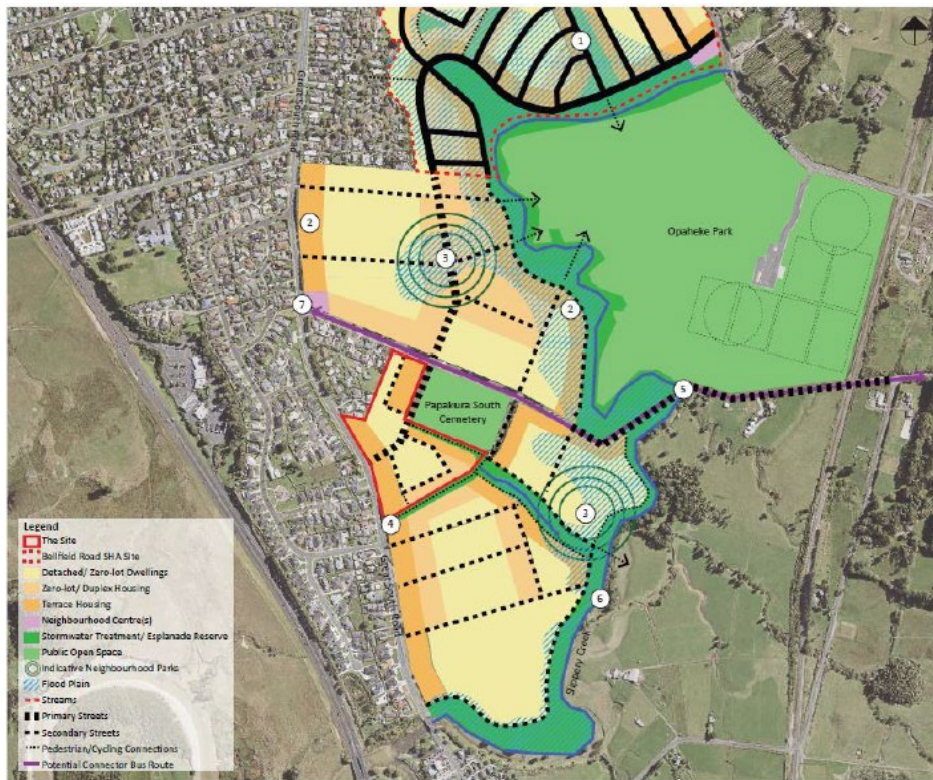 1
Opaheke Park
2
3
2
7
5
Papakura South
Cemetery
3
4
6
Slippery Creek
Legend
The Site
Bellfield Road SHA Site
Detached/ Zero-lot Dwellings
Zero-lot/ Duplex Housing
Terrace Housing
Neighbourhood Centre(s)
Stormwater Treatment/ Esplanade Reserve
Public Open Space
Indicative Neighbourhood Parks
Flood Plain
Streams
Primary Streets
Secondary Streets
Pedestrian/Cycling Connections
Potential Connector Bus Route